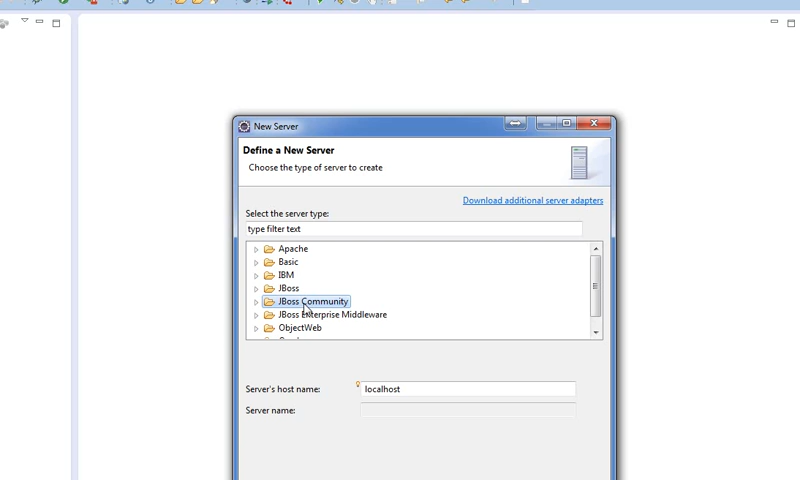 New Server
Define a New Server
Choose the type of server to create
Download additional server adapters
Select the server type:
type filter text
Apache
Basic
IBM
JBoss
JBoss Community
JBoss Enterprise Middleware
ObjectWeb
Server's host name: localhost
Server name: